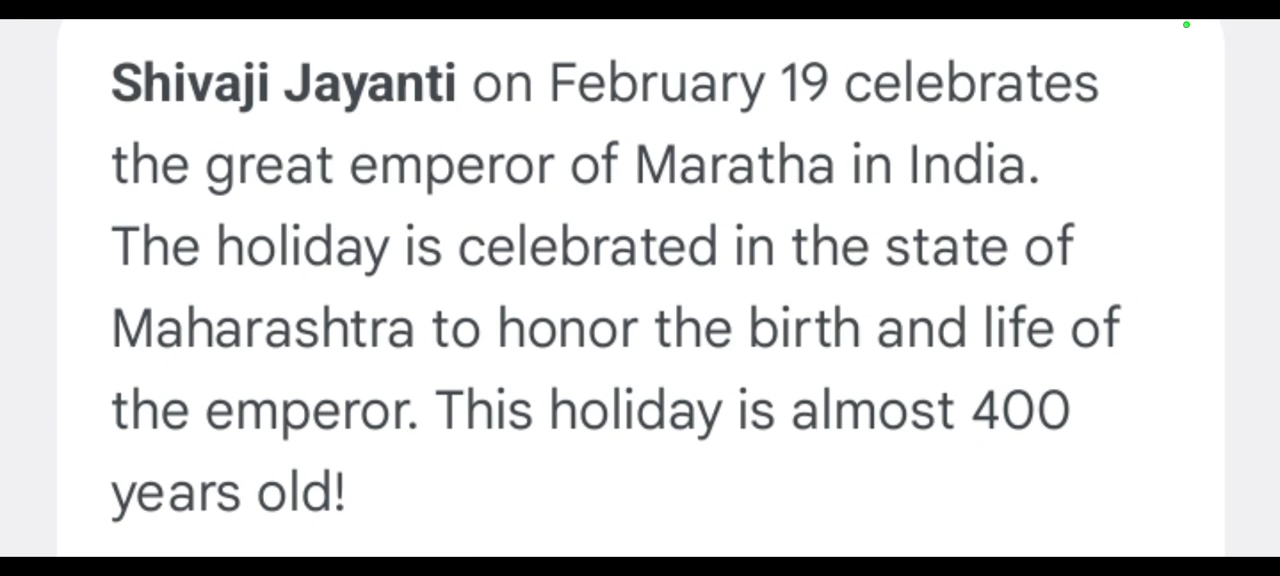 Shivaji Jayanti on February 19 celebrates
the great emperor of Maratha in India.
The holiday is celebrated in the state of
Maharashtra to honor the birth and life of
the emperor. This holiday is almost 400
years old!